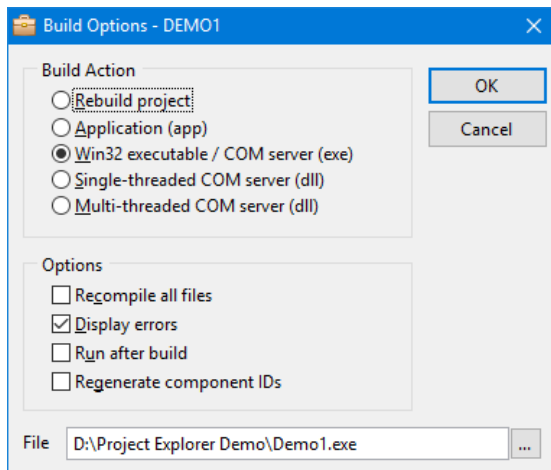 Build Options - DEMO1
Build Action
Rebuild project
Application (app)
Win32 executable / COM server (exe)
Single-threaded COM server (dll)
Multi-threaded COM server (dll)
OK
Cancel
Options
Recompile all files
Display errors
Run after build
Regenerate component IDs
File D:\Project Explorer Demo\Demo1.exe ...